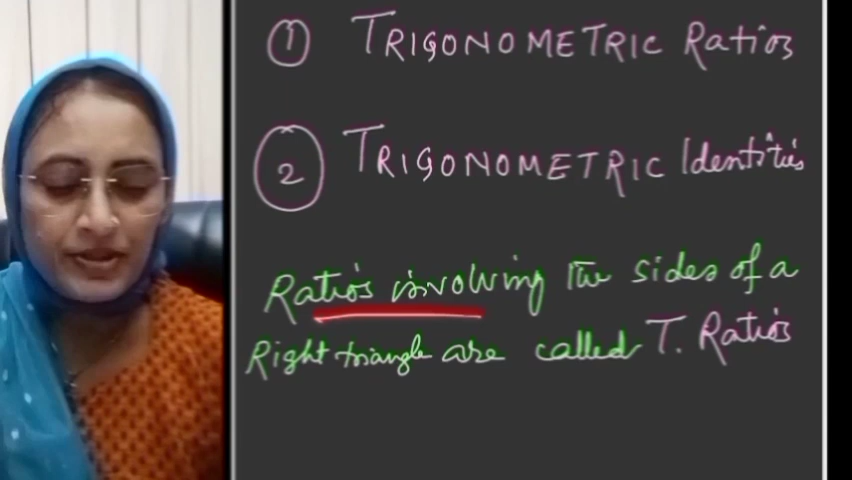 1 TRIGONOMETRIC Ratios
2 TRIGONOMETRIC Identities
Ratios involving the sides of a
Right triangle are called T. Ratios